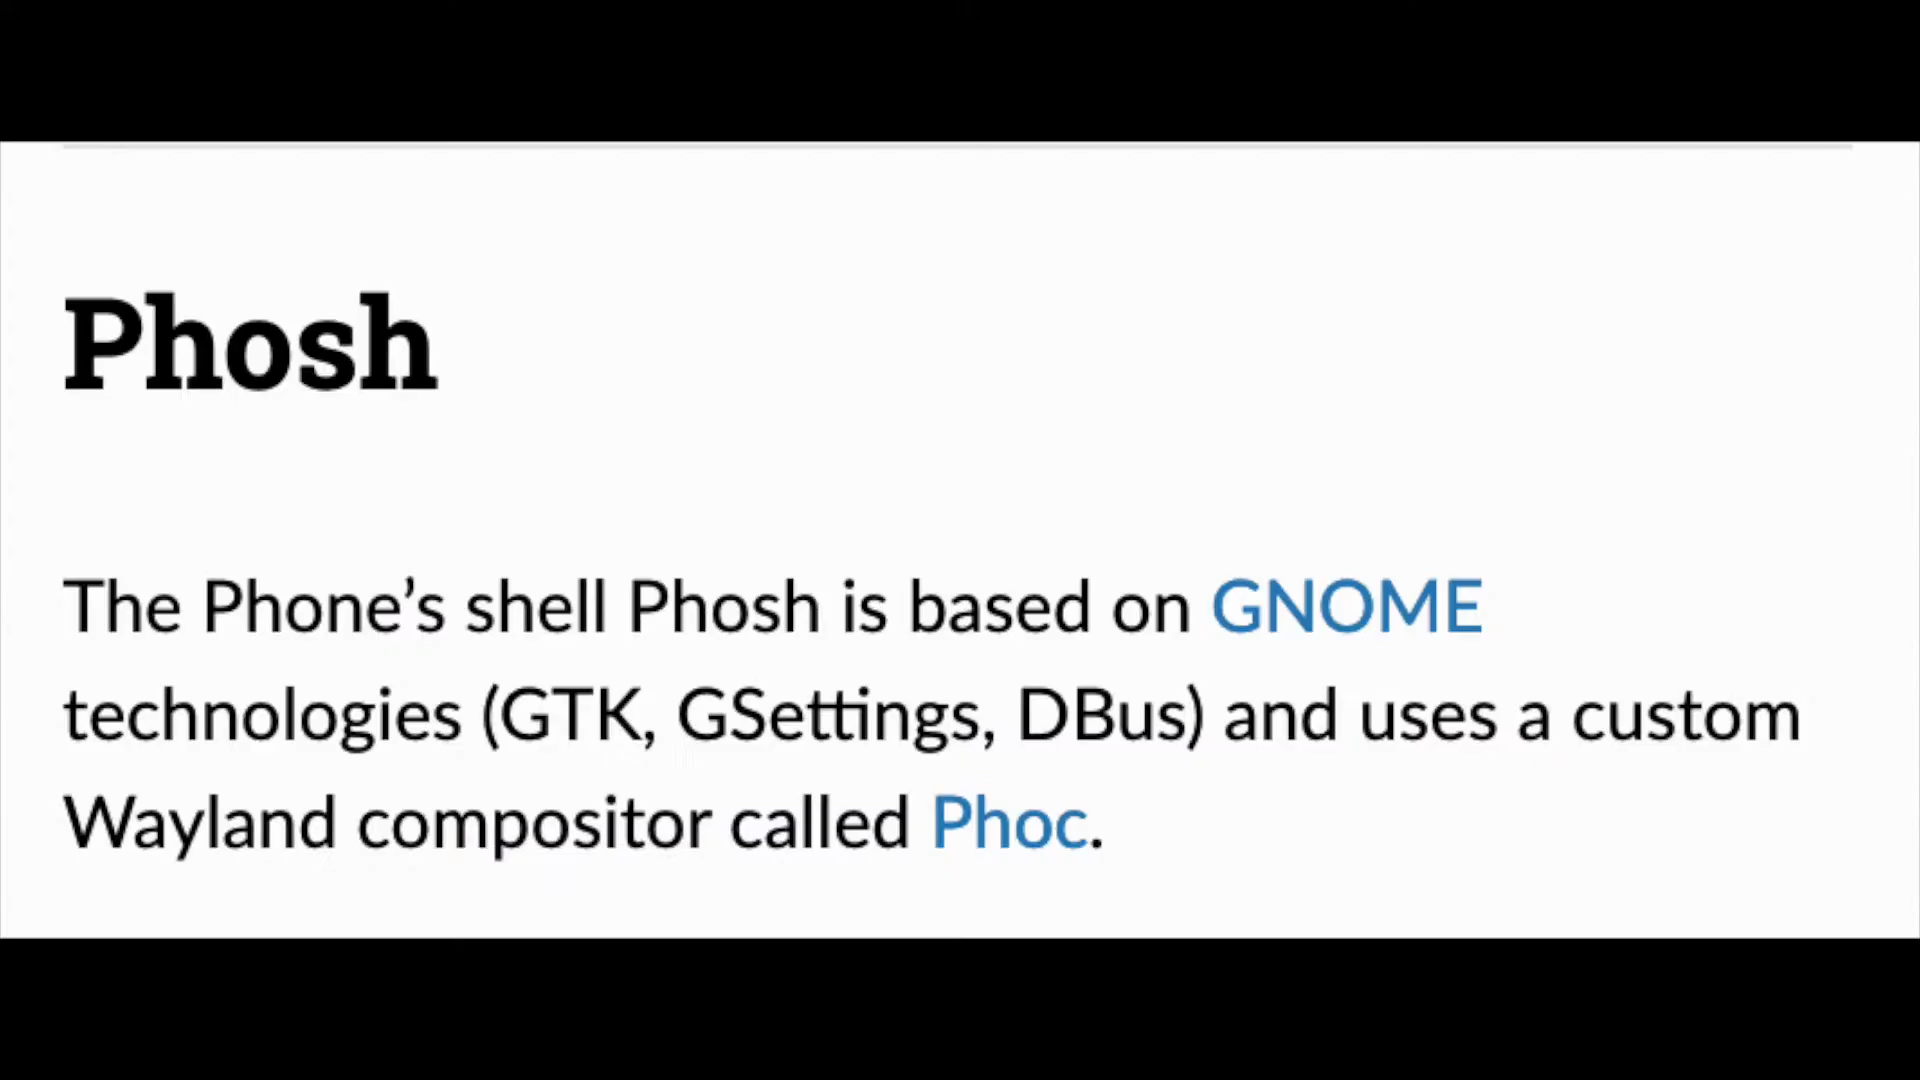 Phosh
The Phone’s shell Phosh is based on GNOME
technologies (GTK, GSettings, DBus) and uses a custom
Wayland compositor called Phoc.